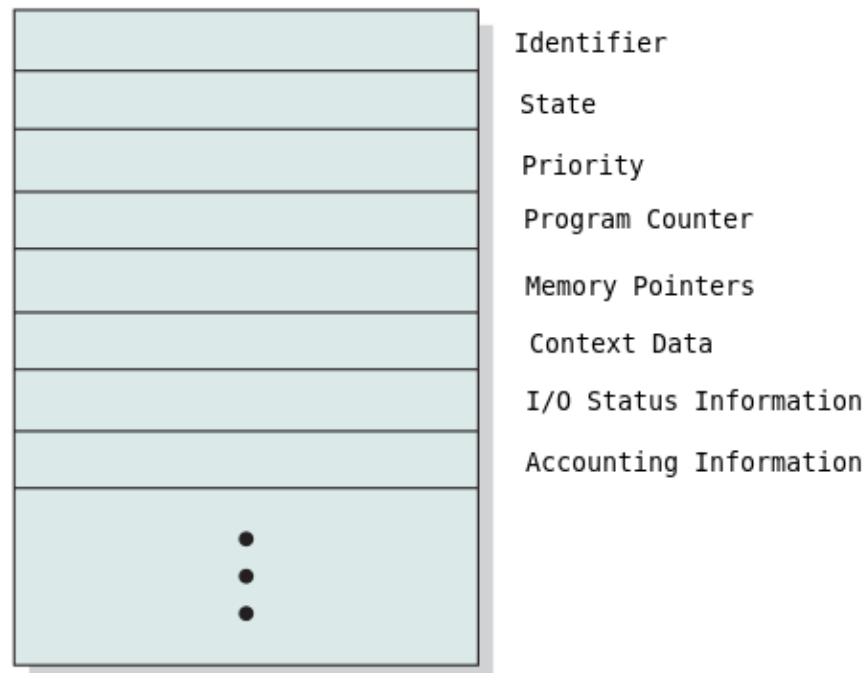 Identifier
State
Priority
Program Counter
Memory Pointers
Context Data
I/O Status Information
Accounting Information